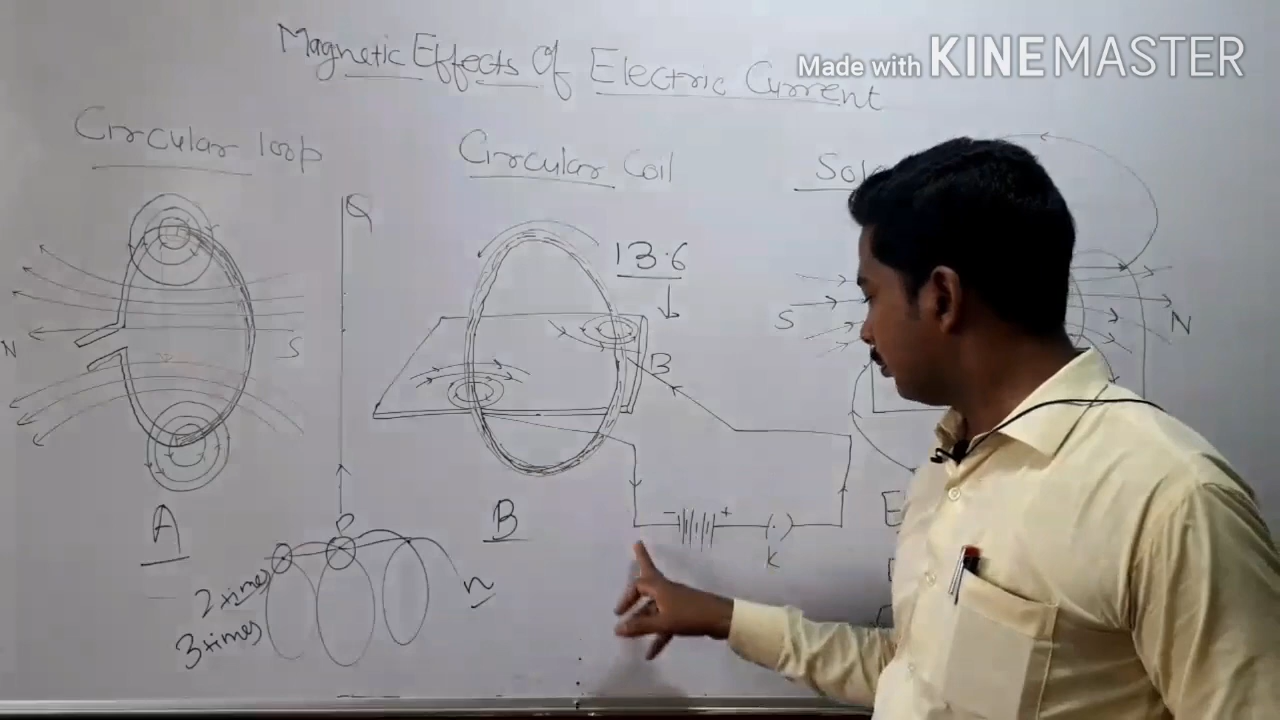 Magnetic Effects Of Electric Current
Made with KINEMASTER
Circular loop
Circular Coil
Q
13.6
N
S
B
S
N
A
P
B
- +
K
2 times
3 times
n